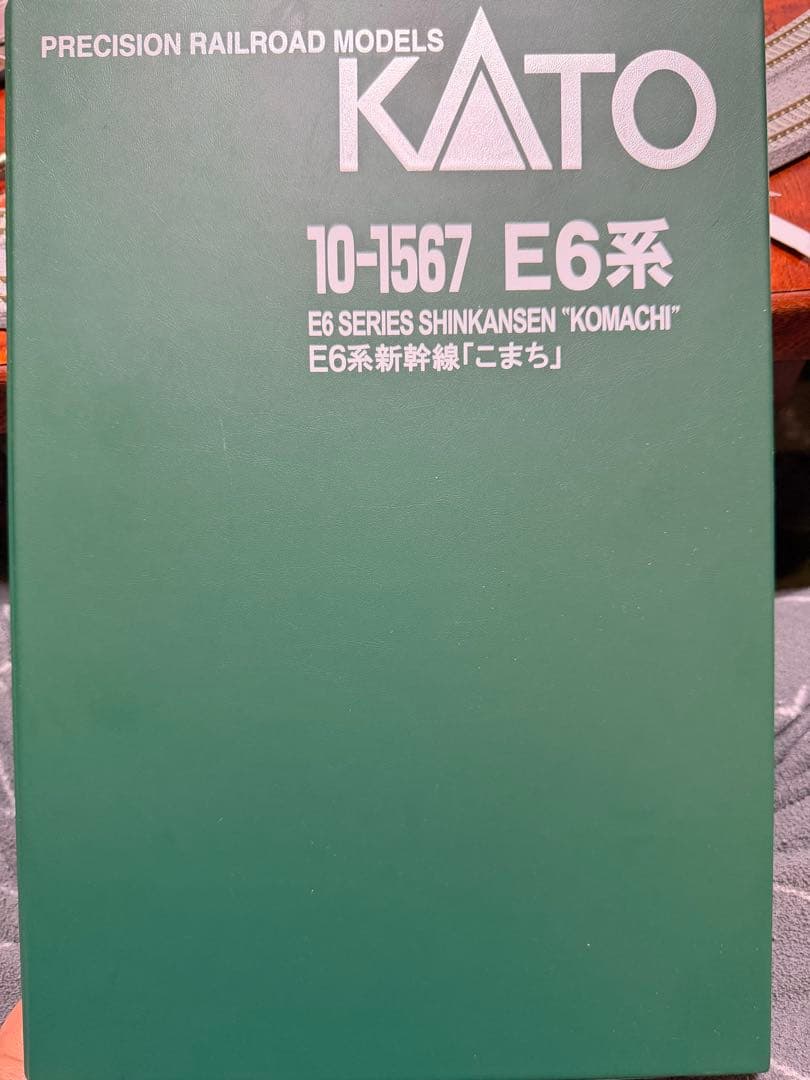 PRECISION RAILROAD MODELS
KATO
10-1567 E6系
E6 SERIES SHINKANSEN "KOMACHI"
E6系新幹線「こまち」